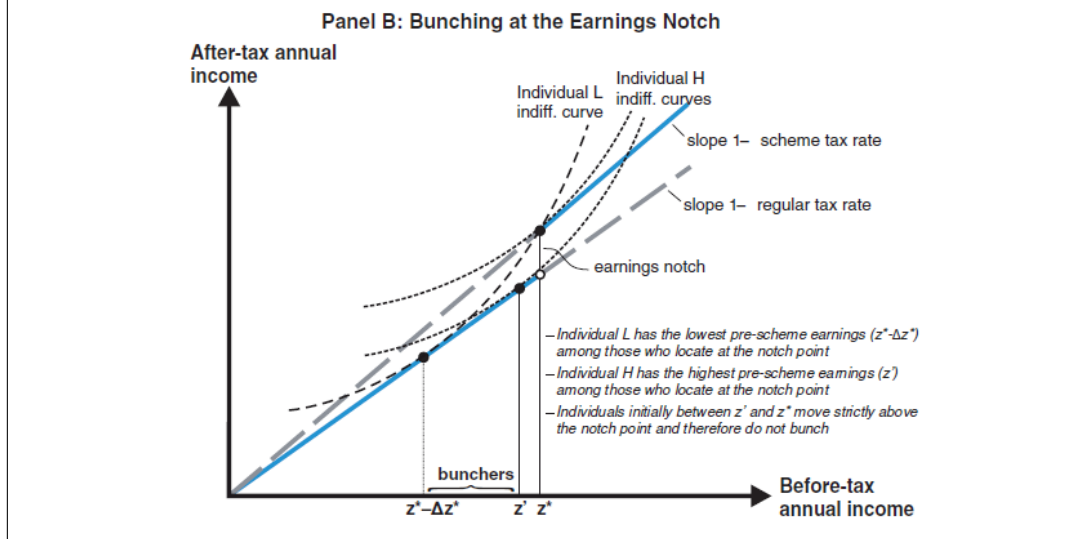 Panel B: Bunching at the Earnings Notch
After-tax annual
income
Individual L
indiff. curve
Individual H
indiff. curves
slope 1– scheme tax rate
slope 1– regular tax rate
earnings notch
–Individual L has the lowest pre-scheme earnings (z*-Δz*)
among those who locate at the notch point
–Individual H has the highest pre-scheme earnings (z')
among those who locate at the notch point
–Individuals initially between z' and z* move strictly above
the notch point and therefore do not bunch
bunchers
z*–Δz* z' z*
Before-tax
annual income